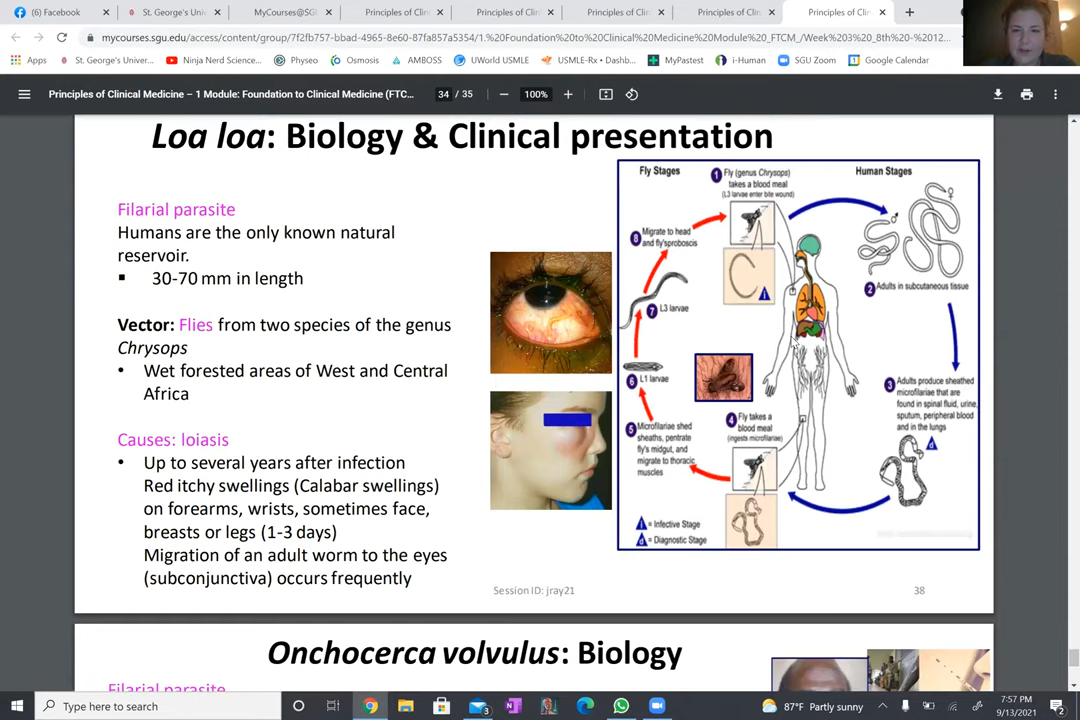 (6) Facebook
St. George's Univ
MyCourses@SG
Principles of Clin
Principles of Clin
Principles of Clin
Principles of Clin
Principles of Clin
mycourses.sgu.edu/access/content/group/7f2fb757-bbad-4965-8e60-87fa857a5354/1.%20Foundation%20to%20Clinical%20Medicine%20Module%20_FTCM_/Week%203%20_8th%20-%2012...
Apps
St. George's Univer...
Ninja Nerd Science...
Physeo
Osmosis
AMBOSS
UWorld USMLE
USMLE-Rx • Dashb...
MyPastest
i-Human
SGU Zoom
Google Calendar
Principles of Clinical Medicine – 1 Module: Foundation to Clinical Medicine (FTC...
34 / 35
100%
Loa loa: Biology & Clinical presentation
Filarial parasite
Humans are the only known natural
reservoir.
▪ 30-70 mm in length
Vector: Flies from two species of the genus
Chrysops
• Wet forested areas of West and Central
Africa
Causes: loiasis
• Up to several years after infection
Red itchy swellings (Calabar swellings)
on forearms, wrists, sometimes face,
breasts or legs (1-3 days)
Migration of an adult worm to the eyes
(subconjunctiva) occurs frequently
Fly Stages
Human Stages
1 Fly (genus Chrysops)
takes a blood meal
(L3 larvae enter bite wound)
2 Adults in subcutaneous tissue
3 Adults produce sheathed
microfilariae that are
found in spinal fluid, urine,
sputum, peripheral blood
and in the lungs
d
4 Fly takes a
blood meal
(ingests microfilariae)
5 Microfilariae shed
sheaths, pentrate
fly's midgut, and
migrate to thoracic
muscles
6 L1 larvae
7 L3 larvae
8 Migrate to head
and fly'sproboscis
i
i = Infective Stage
d = Diagnostic Stage
Session ID: jray21
38
Onchocerca volvulus: Biology
Filarial parasite
Type here to search
3
87°F Partly sunny
7:57 PM
9/13/2021
2